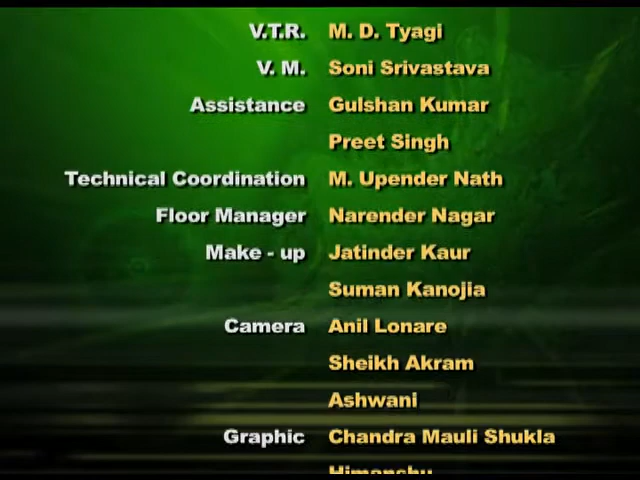 V.T.R. M. D. Tyagi
V. M. Soni Srivastava
Assistance Gulshan Kumar
Preet Singh
Technical Coordination M. Upender Nath
Floor Manager Narender Nagar
Make - up Jatinder Kaur
Suman Kanojia
Camera Anil Lonare
Sheikh Akram
Ashwani
Graphic Chandra Mauli Shukla
Himanshu